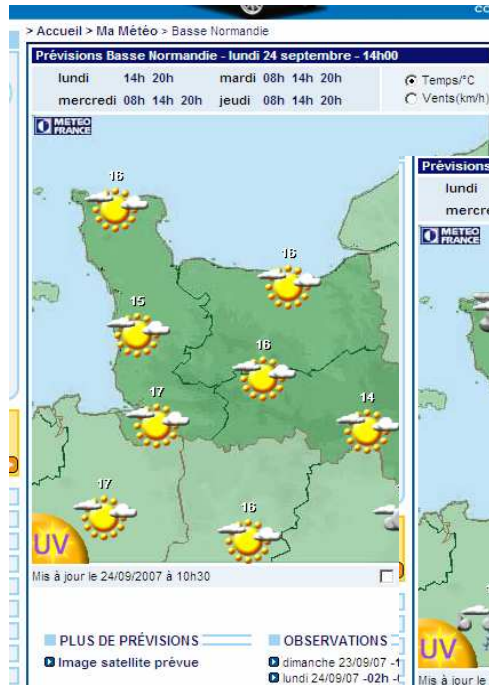 CO
> Accueil > Ma Météo > Basse Normandie
Prévisions Basse Normandie - lundi 24 septembre - 14h00
lundi 14h 20h mardi 08h 14h 20h
Temps/°C
mercredi 08h 14h 20h jeudi 08h 14h 20h
Vents(km/h)
METEO
FRANCE
16
16
15
16
17
14
17
16
UV
Mis à jour le 24/09/2007 à 10h30
PLUS DE PRÉVISIONS
Image satellite prévue
OBSERVATIONS
dimanche 23/09/07 -1
lundi 24/09/07 -02h -
Prévisions
lundi
mercre
METEO
FRANCE
UV
Mis à jour le